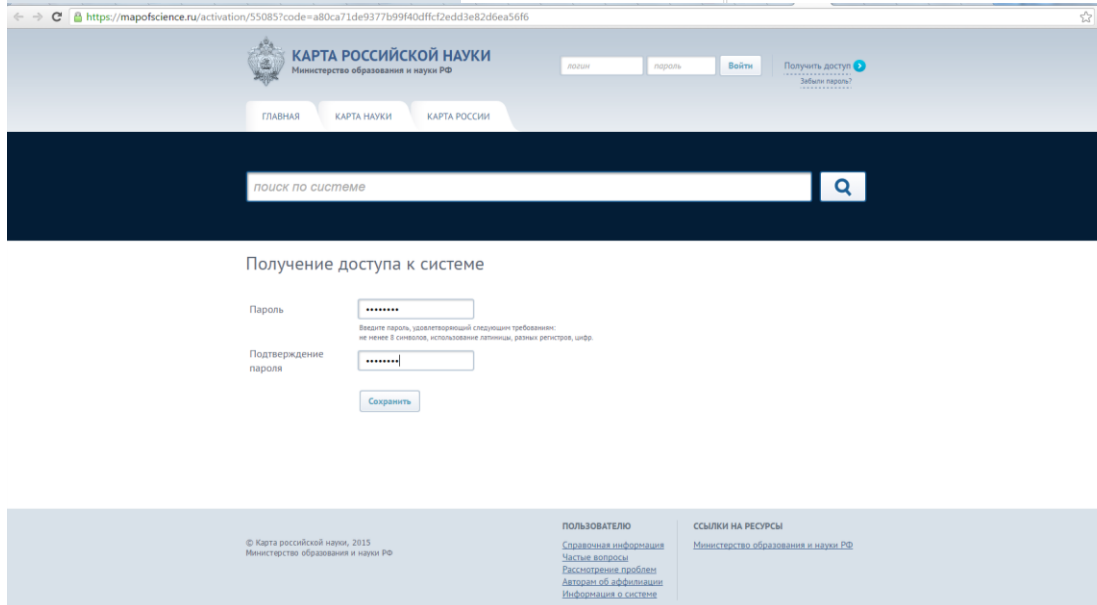 https://mapofscience.ru/activation/55085?code=a80ca71de9377b99f40dffcf2edd3e82d6ea56f6
КАРТА РОССИЙСКОЙ НАУКИ
Министерство образования и науки РФ
логин пароль Войти Получить доступ
Забыли пароль?
ГЛАВНАЯ КАРТА НАУКИ КАРТА РОССИИ
поиск по системе
Получение доступа к системе
Пароль ••••••••
Введите пароль, удовлетворяющий следующим требованиям:
не менее 8 символов, использование латиницы, разных регистров, цифр.
Подтверждение
пароля ••••••••
Сохранить
© Карта российской науки, 2015
Министерство образования и науки РФ
ПОЛЬЗОВАТЕЛЮ
Справочная информация
Частые вопросы
Рассмотрение проблем
Авторам об аффилиации
Информация о системе
ССЫЛКИ НА РЕСУРСЫ
Министерство образования и науки РФ